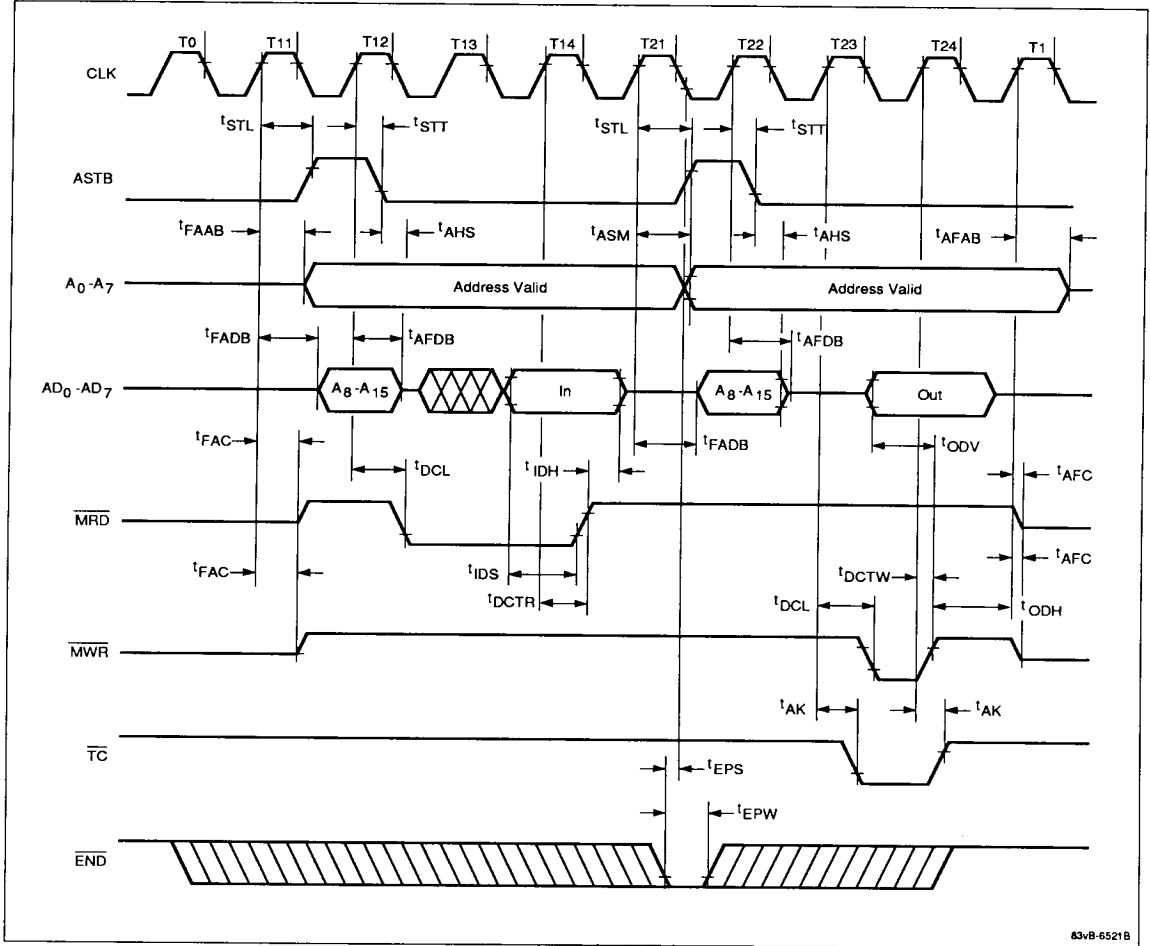 T0 T11 T12 T13 T14 T21 T22 T23 T24 T1
CLK
tSTL tSTT tSTL tSTT
ASTB
tFAAB tAHS tASM tAHS tAFAB
A0-A7 Address Valid Address Valid
tFADB tAFDB tAFDB
AD0-AD7 A8-A15 In A8-A15 Out
tFAC tDCL tIDH tFADB tODV
tAFC
MRD
tFAC tIDS tAFC
tDCTR tDCTW
tDCL tODH
MWR
tAK tAK
TC
tEPS
tEPW
END
83vB-6521B